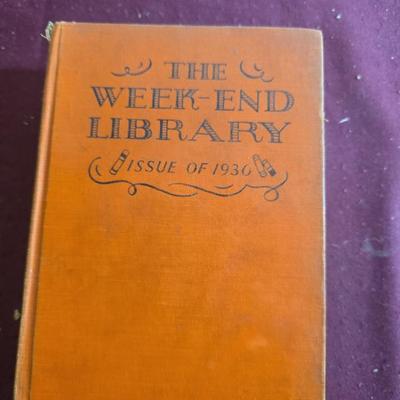 THE
WEEK-END
LIBRARY
ISSUE OF 1930